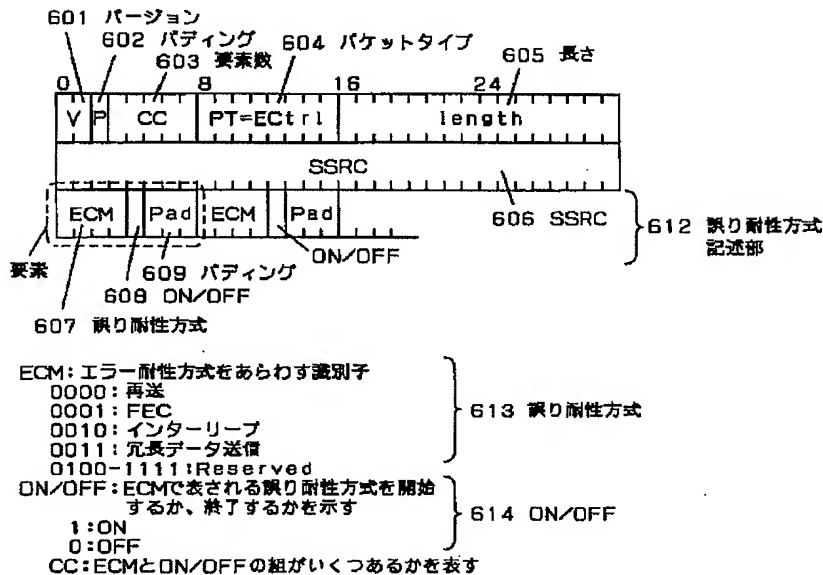 601 バージョン
602 パディング
603 要素数
604 パケットタイプ
605 長さ
0 8 16 24
V P CC PT=ECtrl length
SSRC
ECM Pad ECM Pad
606 SSRC
612 誤り耐性方式
記述部
ON/OFF
要素
609 パディング
608 ON/OFF
607 誤り耐性方式
ECM:エラー耐性方式をあらわす識別子
0000:再送
0001:FEC
0010:インターリーブ
0011:冗長データ送信
0100-1111:Reserved
613 誤り耐性方式
ON/OFF:ECMで表される誤り耐性方式を開始
するか、終了するかを示す
1:ON
0:OFF
614 ON/OFF
CC:ECMとON/OFFの組がいくつあるかを表す